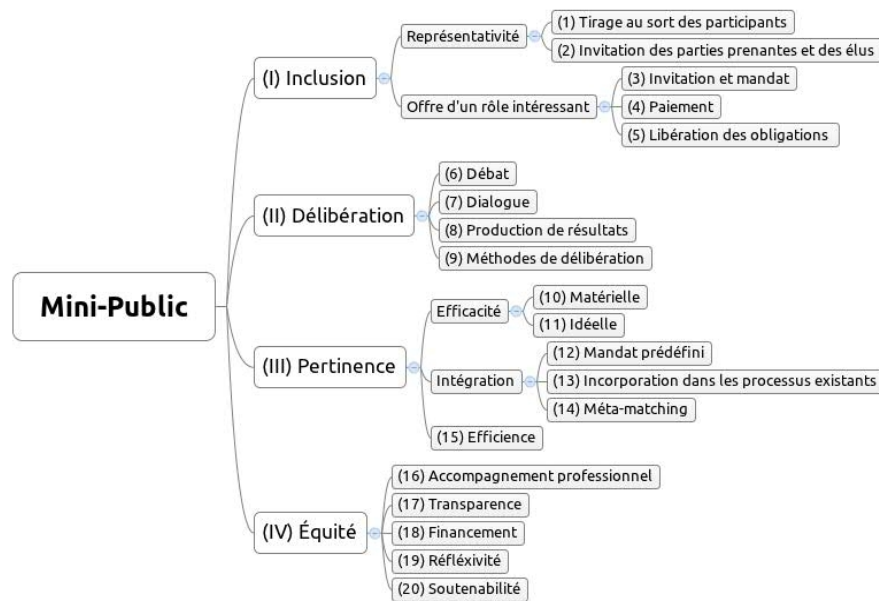 Mini-Public
(I) Inclusion
Représentativité
(1) Tirage au sort des participants
(2) Invitation des parties prenantes et des élus
Offre d'un rôle intéressant
(3) Invitation et mandat
(4) Paiement
(5) Libération des obligations
(II) Délibération
(6) Débat
(7) Dialogue
(8) Production de résultats
(9) Méthodes de délibération
(III) Pertinence
Efficacité
(10) Matérielle
(11) Idéelle
Intégration
(12) Mandat prédéfini
(13) Incorporation dans les processus existants
(14) Méta-matching
(15) Efficience
(IV) Équité
(16) Accompagnement professionnel
(17) Transparence
(18) Financement
(19) Réfléxivité
(20) Soutenabilité